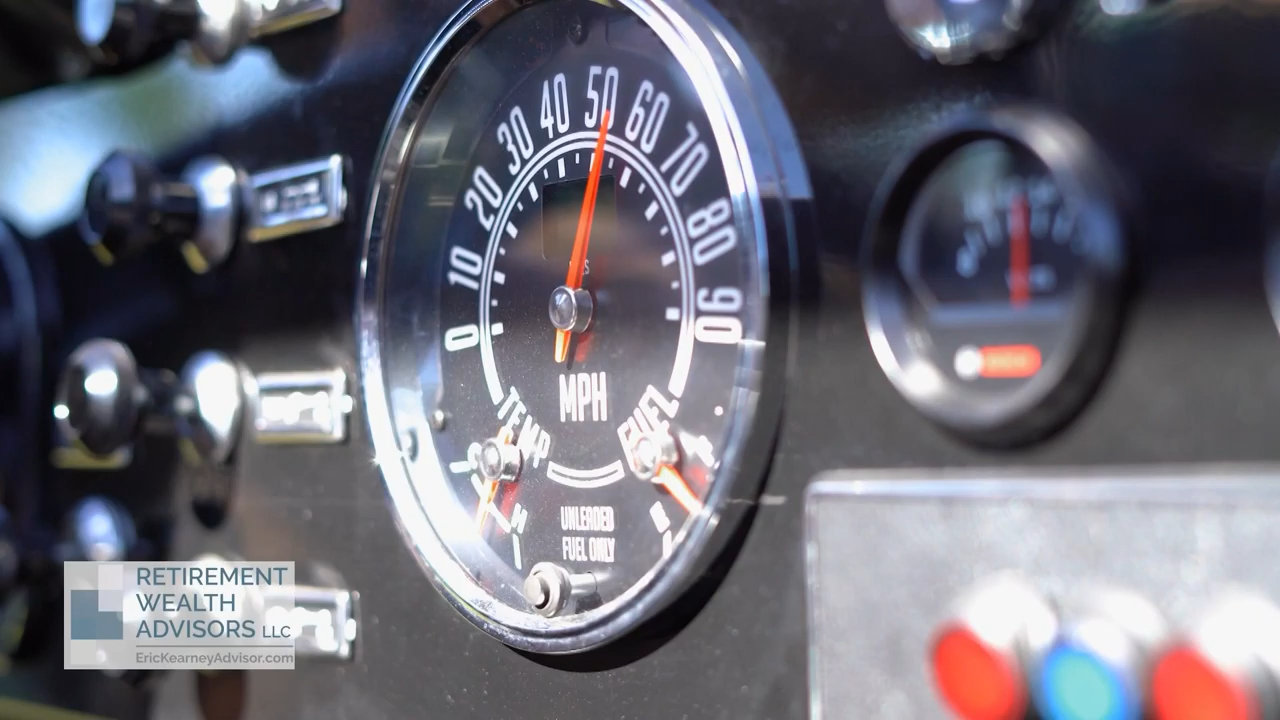 0 10 20 30 40 50 60 70 80 90
MPH
TEMP
FUEL
H
UNLEADED
FUEL ONLY
RETIREMENT
WEALTH
ADVISORS LLC
EricKearneyAdvisor.com